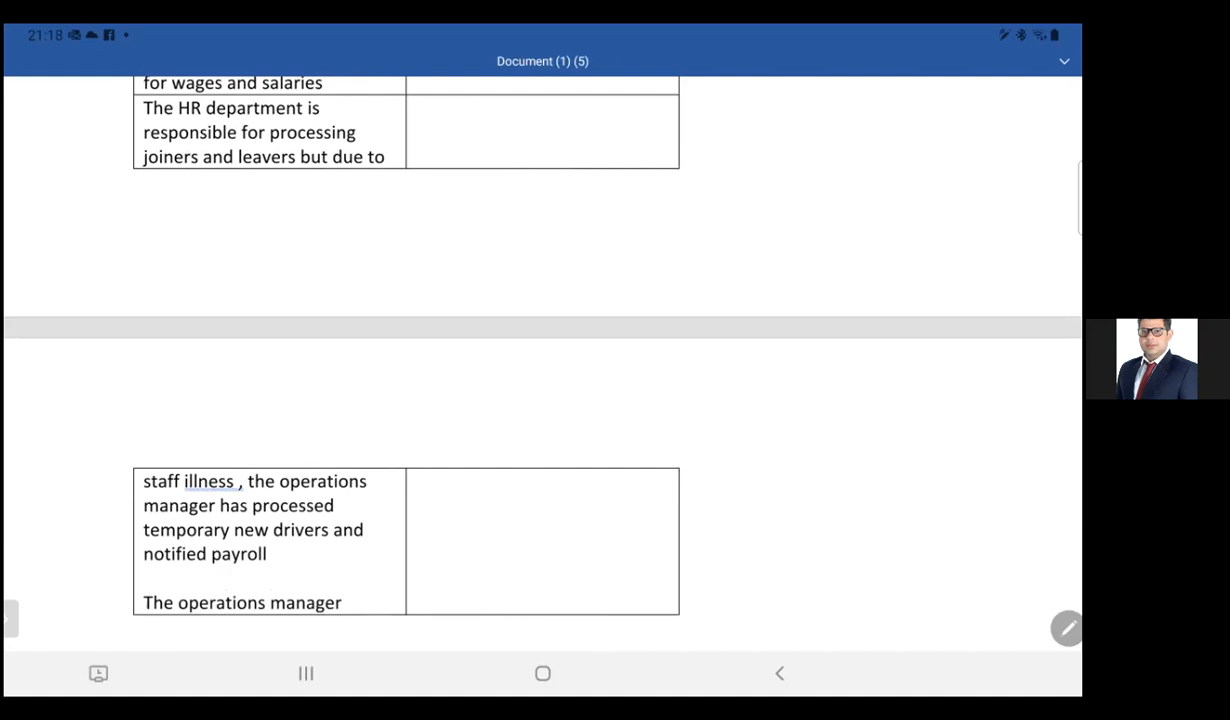 21:18
Document (1) (5)
for wages and salaries
The HR department is
responsible for processing
joiners and leavers but due to
staff illness , the operations
manager has processed
temporary new drivers and
notified payroll
The operations manager